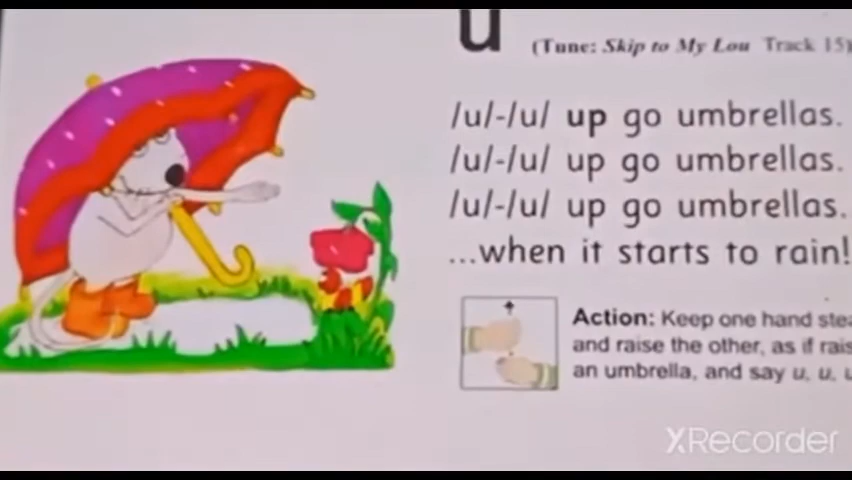 u
(Tune: Skip to My Lou Track 15)
/u/-/u/ up go umbrellas.
/u/-/u/ up go umbrellas.
/u/-/u/ up go umbrellas.
...when it starts to rain!
Action: Keep one hand
and raise the other, as if
an umbrella, and say u, u,
XRecorder